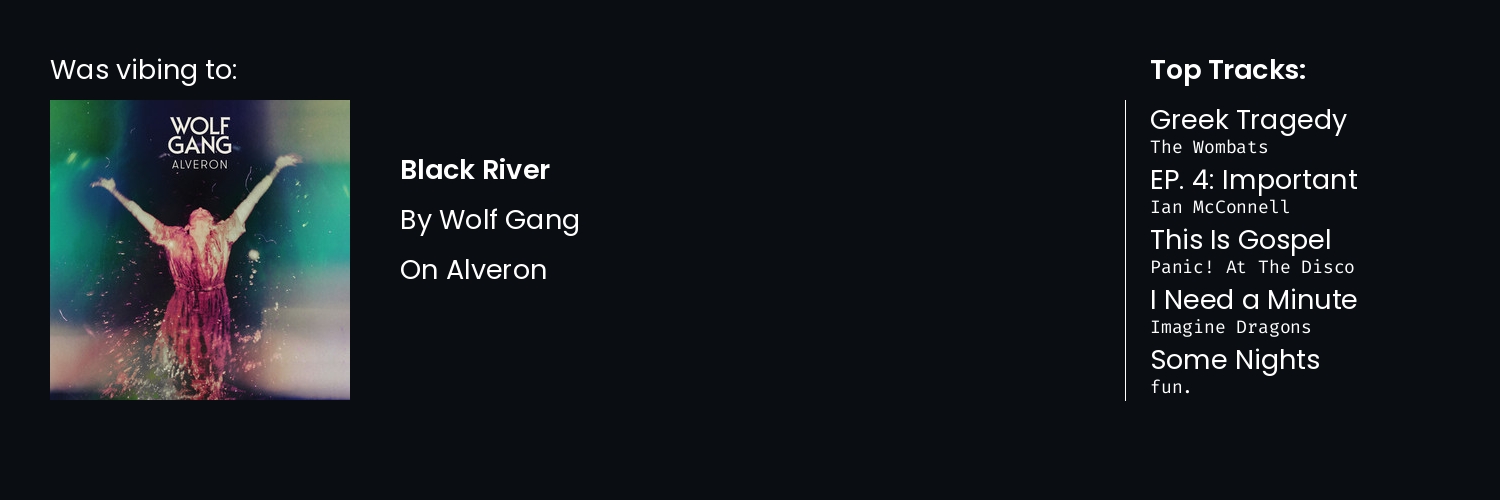 Was vibing to:
WOLF
GANG
ALVERON
Black River
By Wolf Gang
On Alveron
Top Tracks:
Greek Tragedy
The Wombats
EP. 4: Important
Ian McConnell
This Is Gospel
Panic! At The Disco
I Need a Minute
Imagine Dragons
Some Nights
fun.